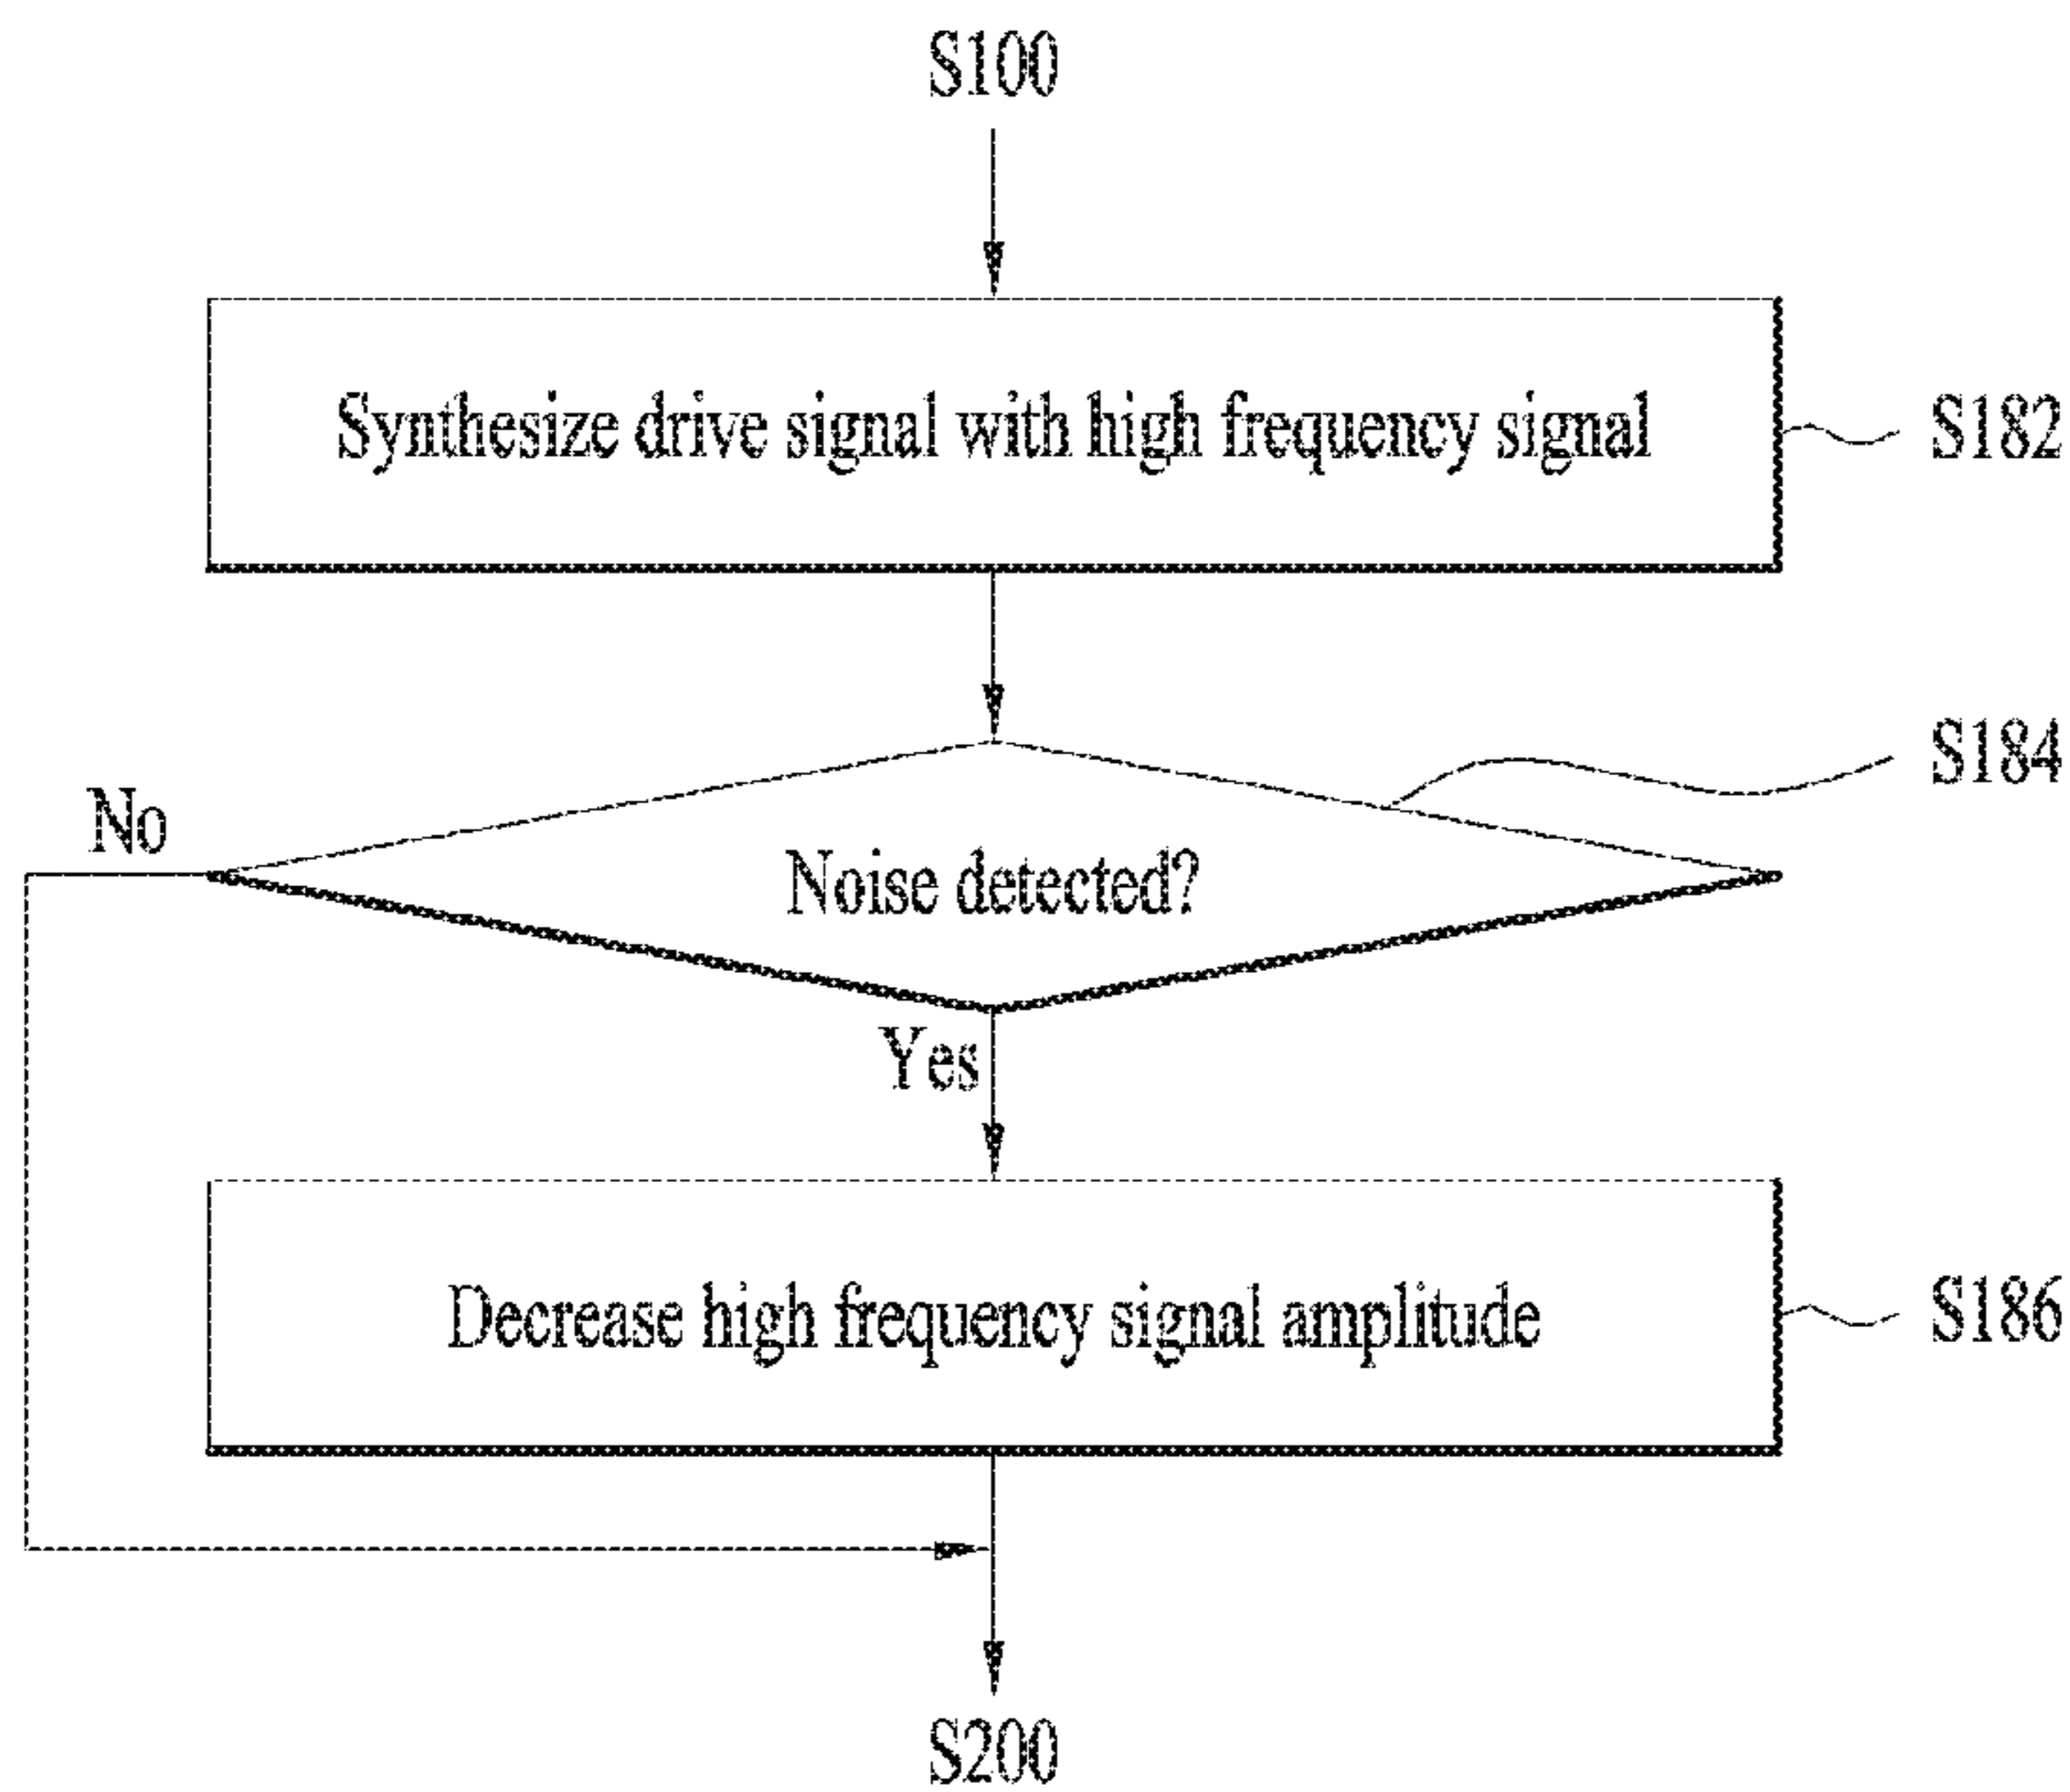 S100
Synthesize drive signal with high frequency signal
S182
S184
No
Noise detected?
Yes
Decrease high frequency signal amplitude
S186
S200